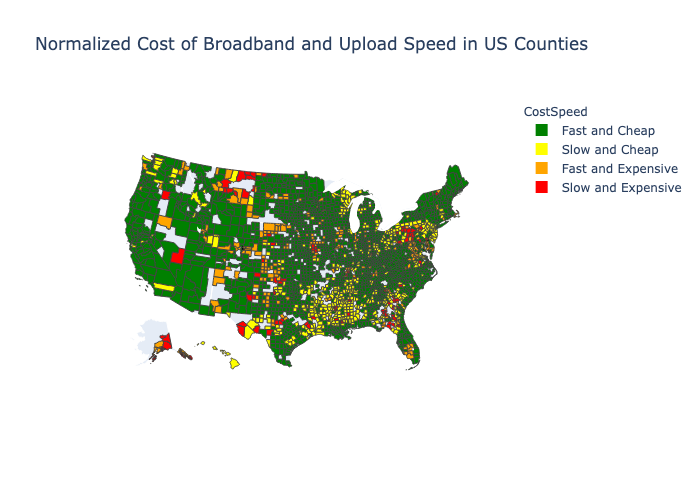 Normalized Cost of Broadband and Upload Speed in US Counties
CostSpeed
Fast and Cheap
Slow and Cheap
Fast and Expensive
Slow and Expensive